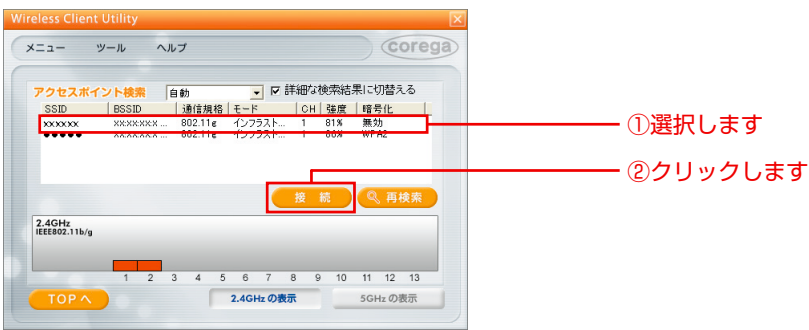 Wireless Client Utility
メニュー ツール ヘルプ corega
アクセスポイント検索 自動 詳細な検索結果に切替える
SSID BSSID 通信規格 モード CH 強度 暗号化
xxxxxx xx:xx:xx:x ... 802.11g インフラスト... 1 81% 無効
●●●●● xx:xx:xx:x ... 802.11g インフラスト... 1 WPA2
①選択します
②クリックします
接 続 再検索
2.4GHz
IEEE802.11b/g
1 2 3 4 5 6 7 8 9 10 11 12 13
TOPへ 2.4GHz の表示 5GHz の表示